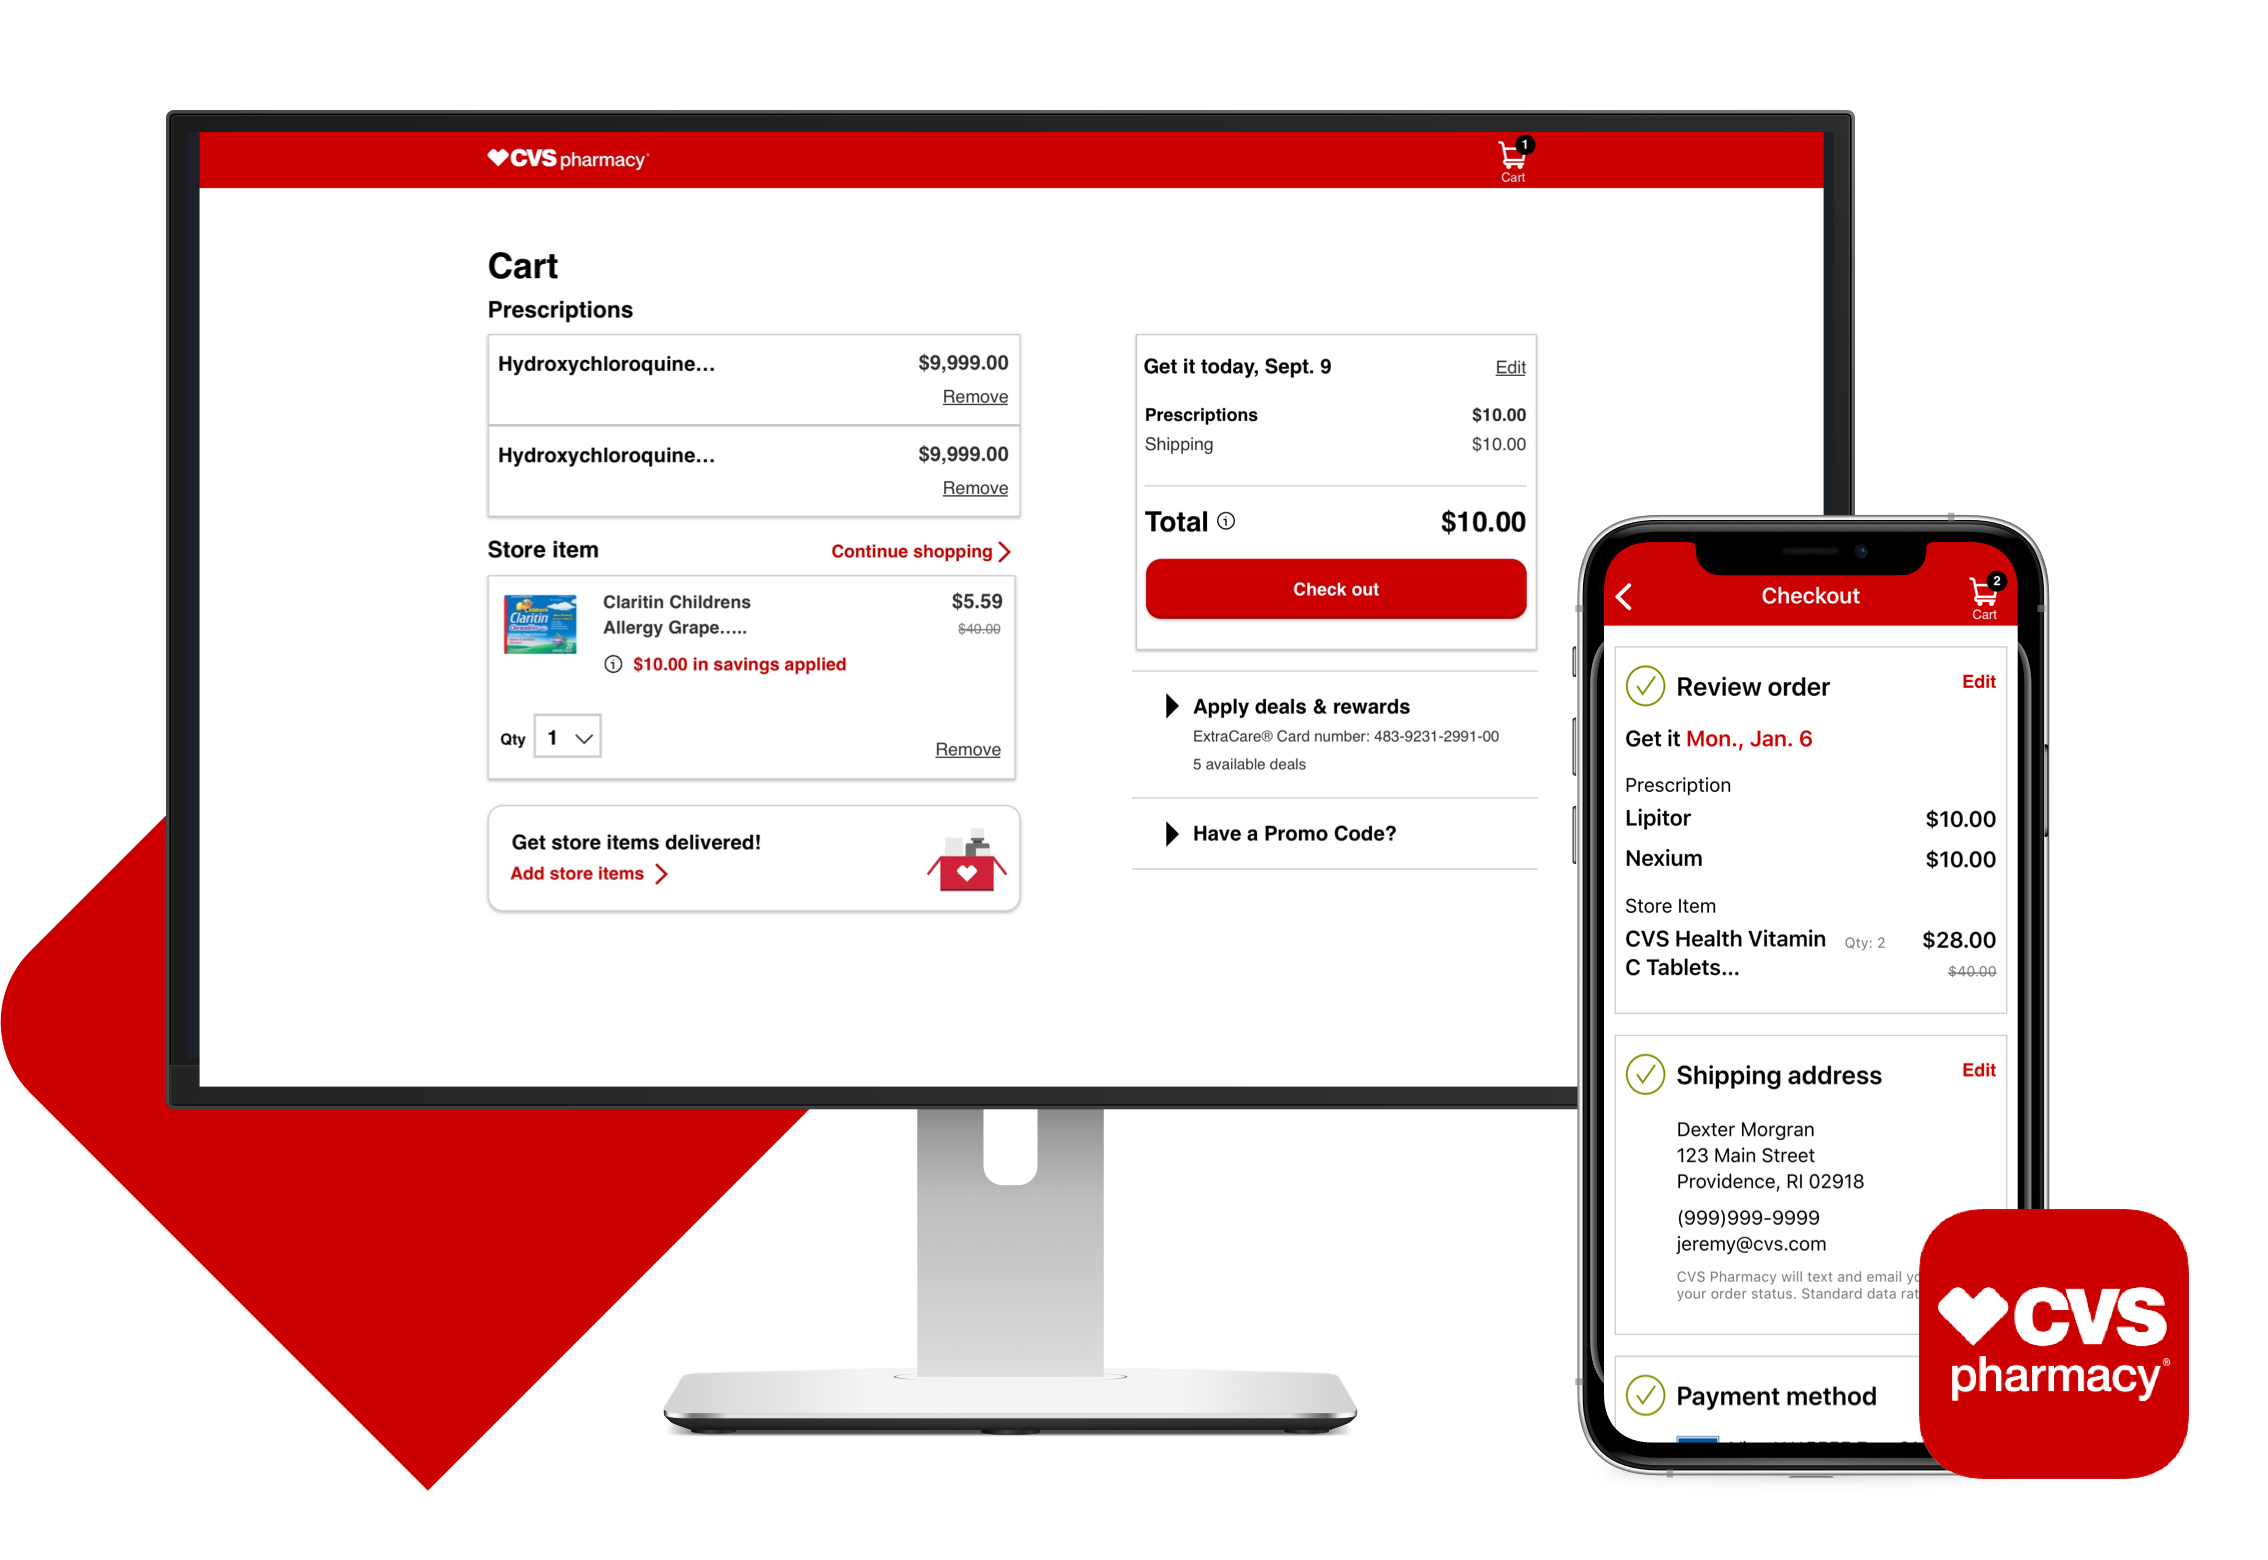 CVS pharmacy
1
Cart
Cart
Prescriptions
Hydroxychloroquine...
$9,999.00
Remove
Hydroxychloroquine...
$9,999.00
Remove
Store item
Continue shopping
Children's
Claritin
Chewables
Claritin Childrens
Allergy Grape.....
$5.59
$40.00
$10.00 in savings applied
Qty 1
Remove
Get store items delivered!
Add store items
Get it today, Sept. 9
Edit
Prescriptions $10.00
Shipping $10.00
Total $10.00
Check out
Apply deals & rewards
ExtraCare® Card number: 483-9231-2991-00
5 available deals
Have a Promo Code?
Checkout
2
Cart
Review order
Edit
Get it Mon., Jan. 6
Prescription
Lipitor $10.00
Nexium $10.00
Store Item
CVS Health Vitamin Qty: 2 $28.00
C Tablets... $40.00
Shipping address
Edit
Dexter Morgran
123 Main Street
Providence, RI 02918
(999)999-9999
jeremy@cvs.com
CVS Pharmacy will text and email
your order status. Standard data
Payment method
CVS
pharmacy®